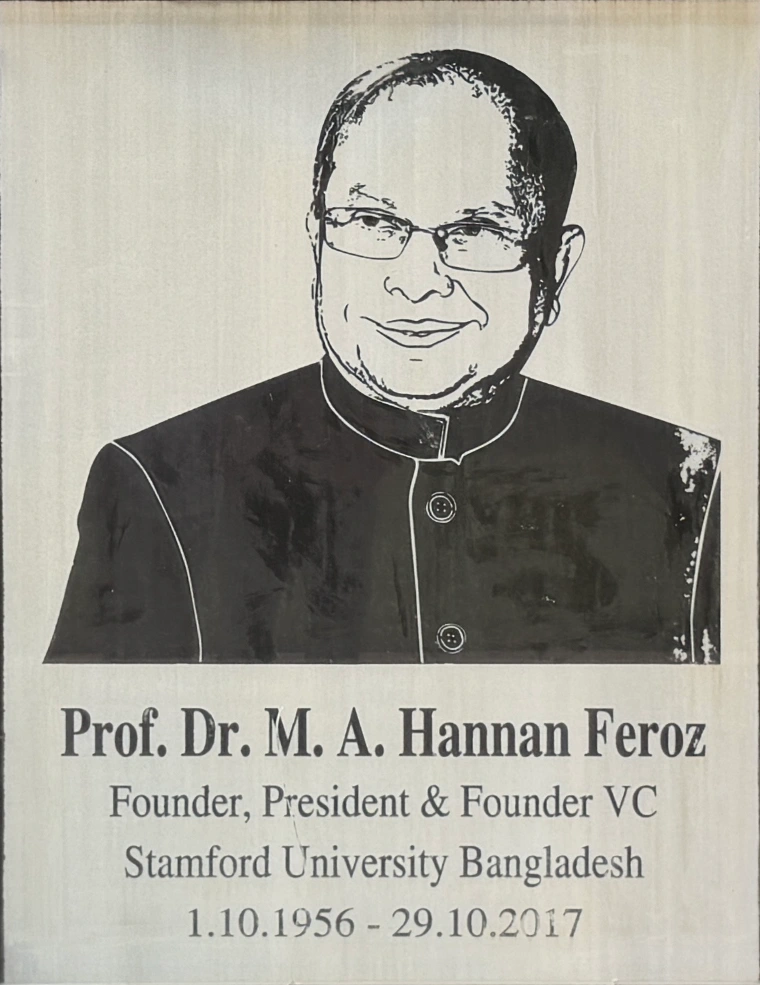 Prof. Dr. M. A. Hannan Feroz
Founder, President & Founder VC
Stamford University Bangladesh
1.10.1956 - 29.10.2017